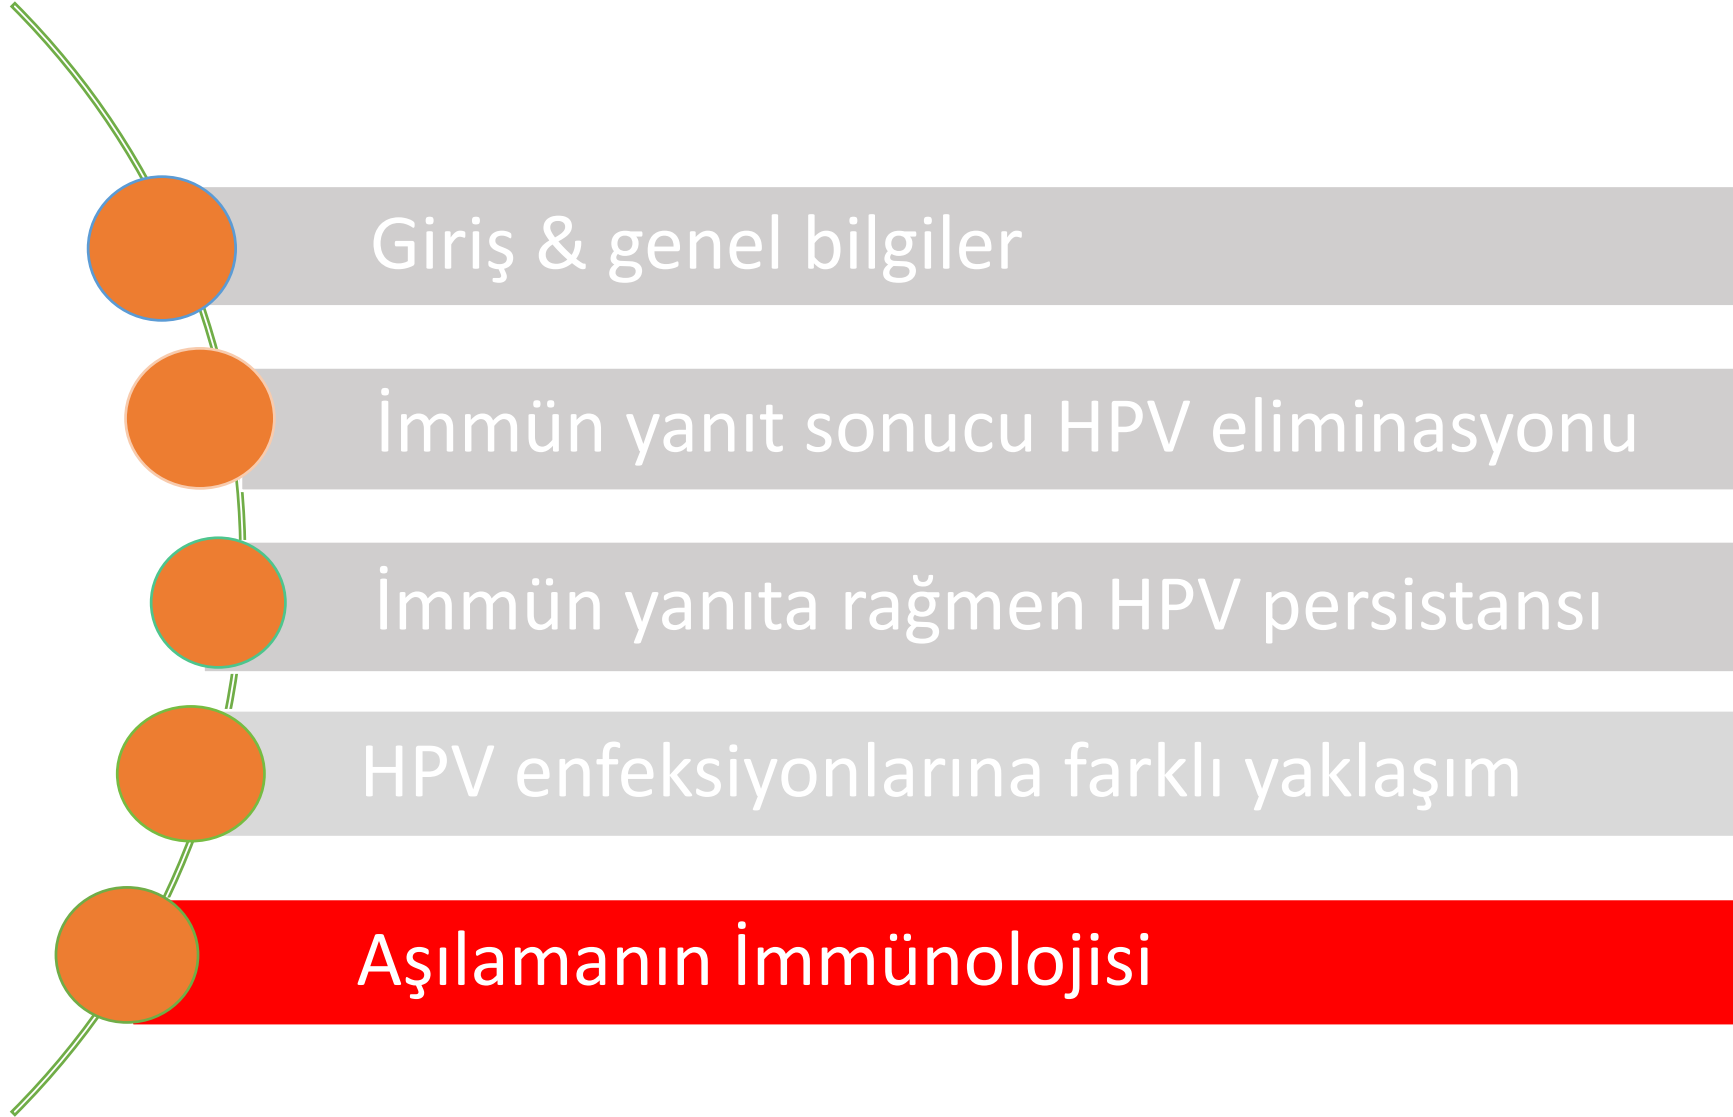 Giriş & genel bilgiler
İmmün yanıt sonucu HPV eliminasyonu
İmmün yanıta rağmen HPV persistansı
HPV enfeksiyonlarına farklı yaklaşım
Aşılamanın İmmünolojisi